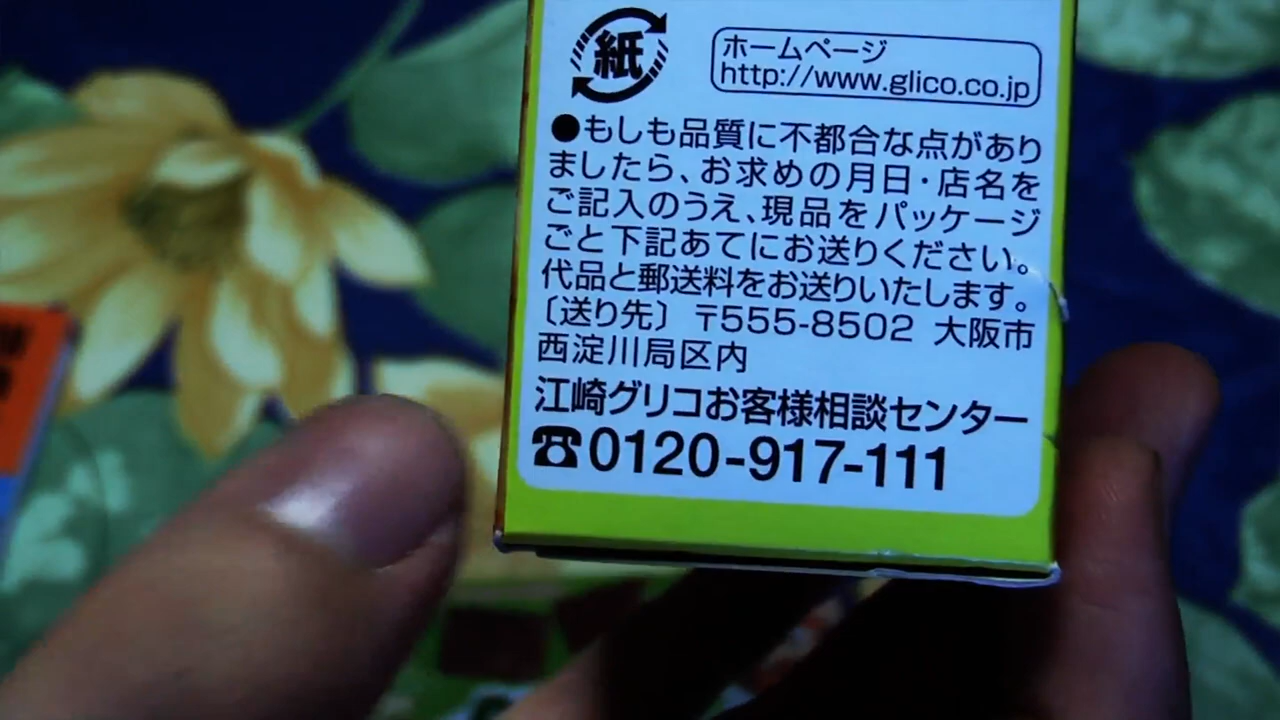 紙
ホームページ
http://www.glico.co.jp
●もしも品質に不都合な点があり
ましたら、お求めの月日・店名を
ご記入のうえ、現品をパッケージ
ごと下記あてにお送りください。
代品と郵送料をお送りいたします。
〔送り先〕 〒555-8502 大阪市
西淀川局区内
江崎グリコお客様相談センター
☎0120-917-111